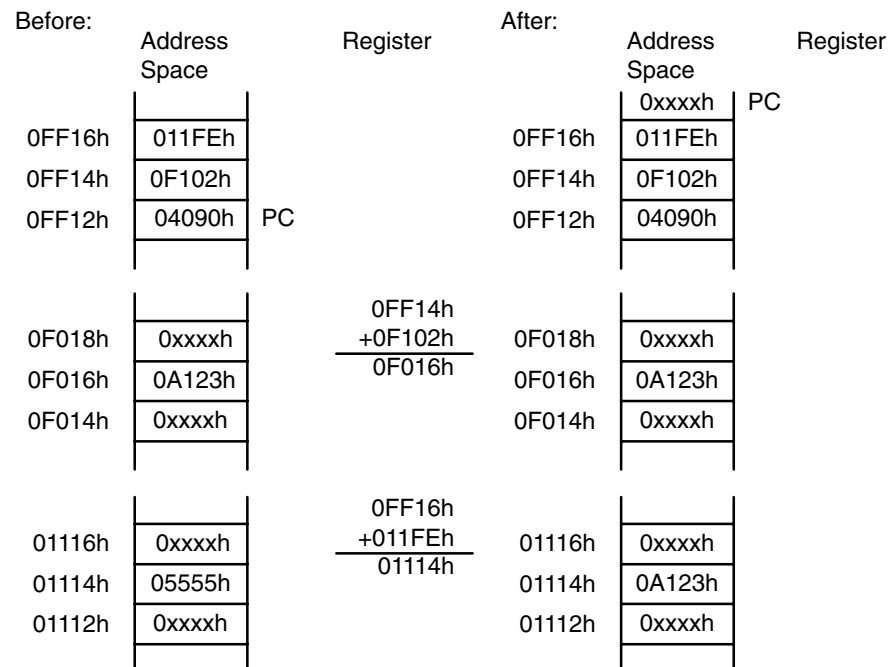 Before:
Address Space
Register
After:
Address Space
Register
0xxxxh PC
0FF16h 011FEh
0FF16h 011FEh
0FF14h 0F102h
0FF14h 0F102h
0FF12h 04090h PC
0FF12h 04090h
0FF14h
0F018h 0xxxxh
+0F102h
0F018h 0xxxxh
0F016h
0F016h 0A123h
0F016h 0A123h
0F014h 0xxxxh
0F014h 0xxxxh
0FF16h
01116h 0xxxxh
+011FEh
01116h 0xxxxh
01114h
01114h 05555h
01114h 0A123h
01112h 0xxxxh
01112h 0xxxxh